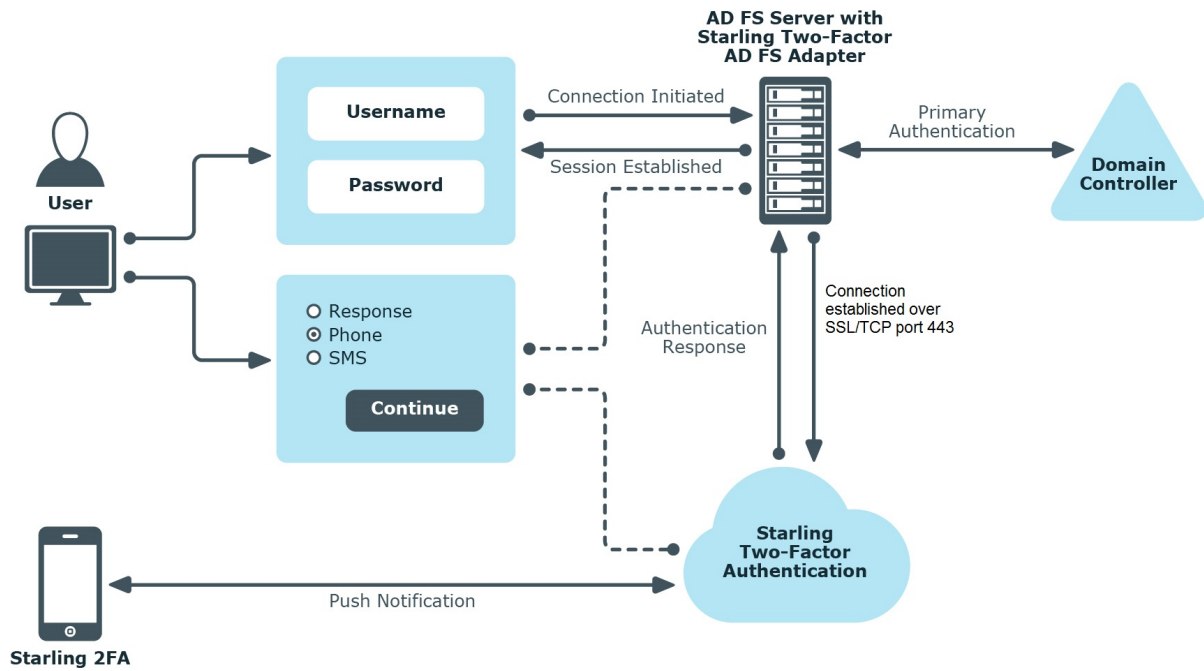 AD FS Server with
Starling Two-Factor
AD FS Adapter
Username
Password
Connection Initiated
Session Established
Primary
Authentication
Domain
Controller
User
Response
Phone
SMS
Continue
Authentication
Response
Connection
established over
SSL/TCP port 443
Starling
Two-Factor
Authentication
Push Notification
Starling 2FA